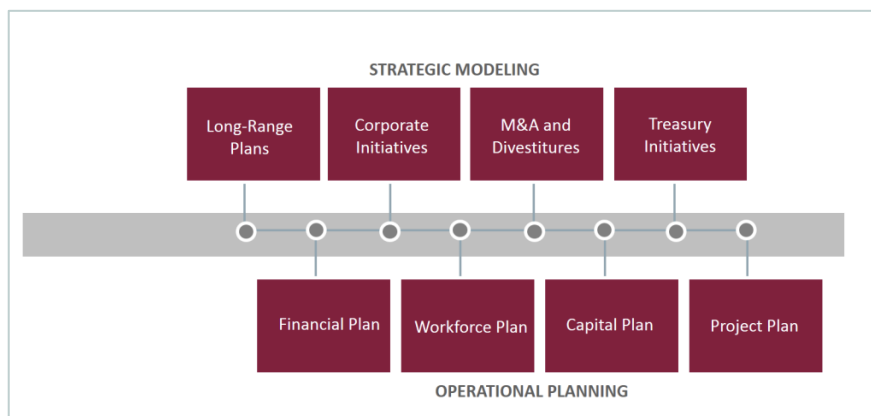 STRATEGIC MODELING
Long-Range
Plans
Corporate
Initiatives
M&A and
Divestitures
Treasury
Initiatives
Financial Plan
Workforce Plan
Capital Plan
Project Plan
OPERATIONAL PLANNING